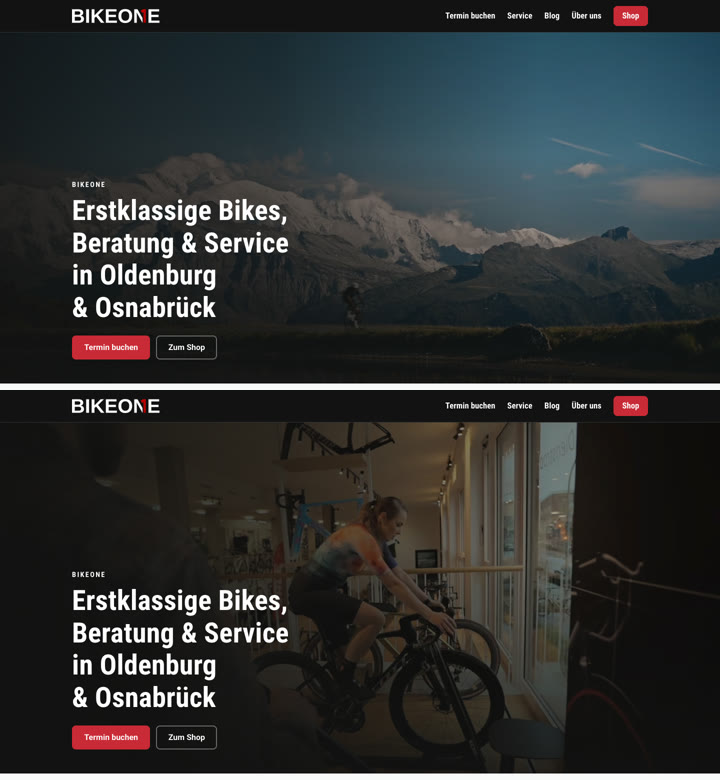 BIKEONE
Termin buchen Service Blog Über uns Shop
BIKEONE
Erstklassige Bikes,
Beratung & Service
in Oldenburg
& Osnabrück
Termin buchen Zum Shop
BIKEONE
Termin buchen Service Blog Über uns Shop
BIKEONE
Erstklassige Bikes,
Beratung & Service
in Oldenburg
& Osnabrück
Termin buchen Zum Shop